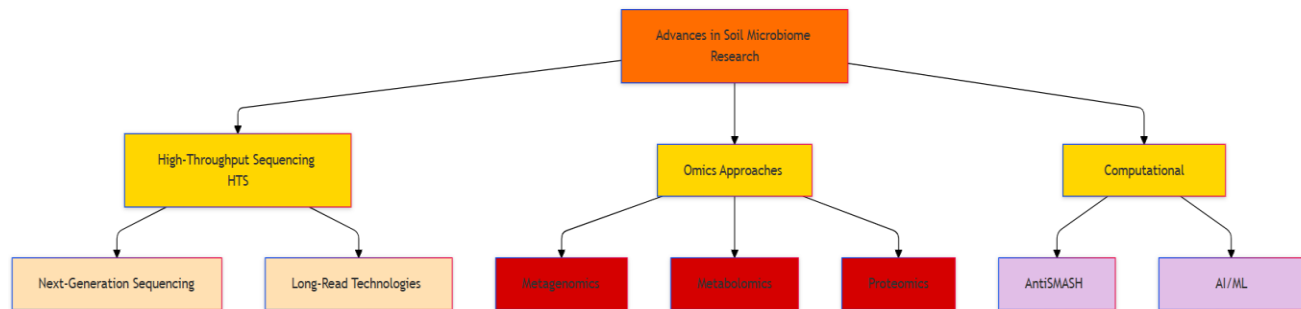 Advances in Soil Microbiome
Research
High-Throughput Sequencing
HTS
Omics Approaches
Computational
Next-Generation Sequencing
Long-Read Technologies
Metagenomics
Metabolomics
Proteomics
AntiSMASH
AI/ML